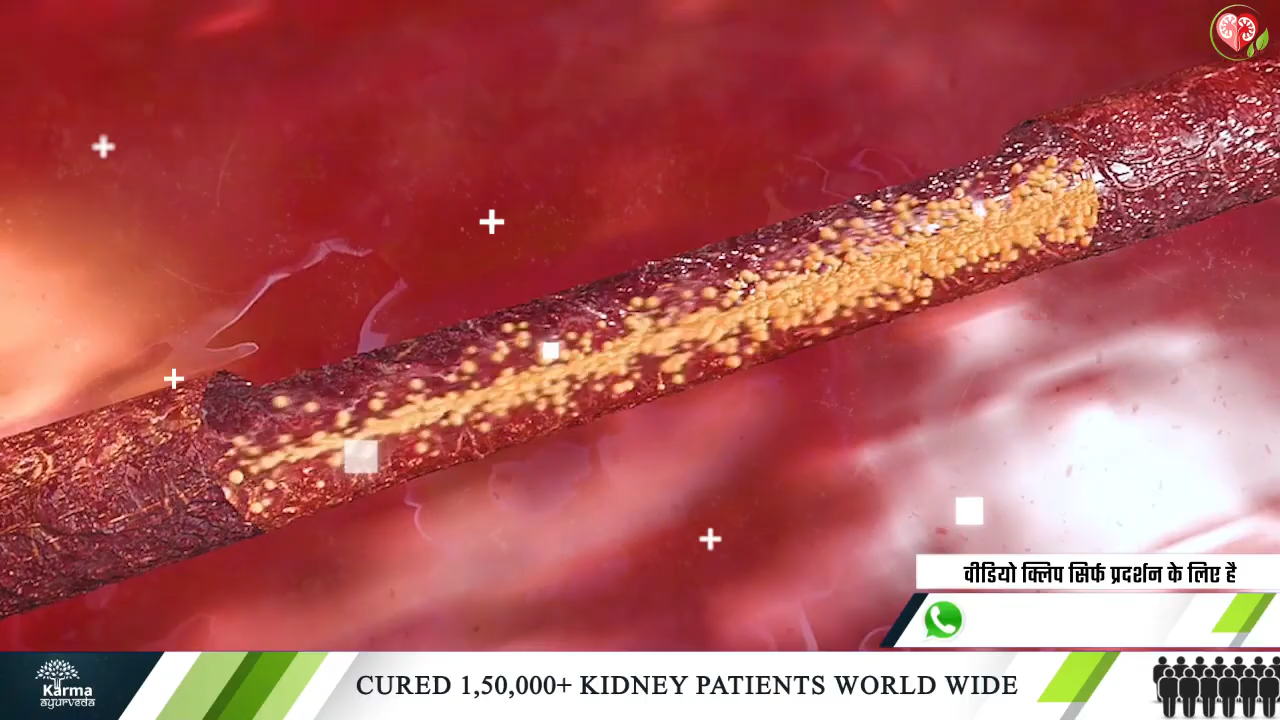 वीडियो क्लिप सिर्फ प्रदर्शन के लिए है
Karma
ayurveda
CURED 1,50,000+ KIDNEY PATIENTS WORLD WIDE